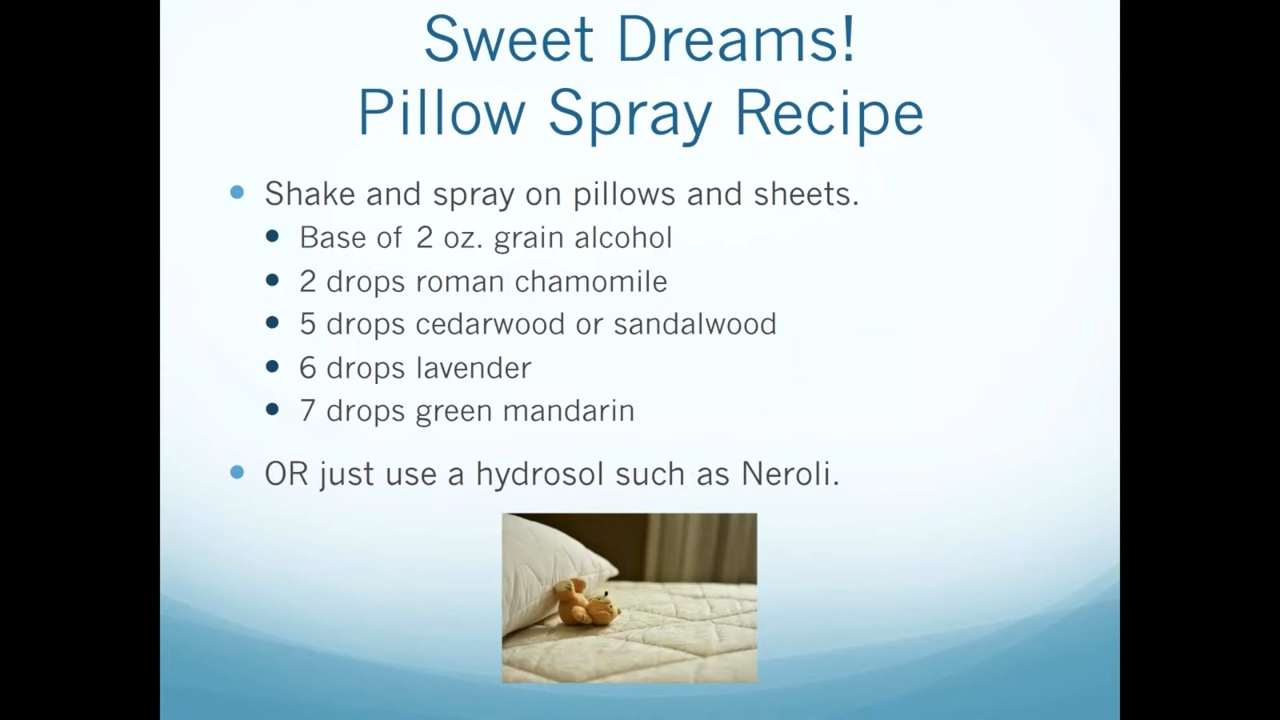 Sweet Dreams!
Pillow Spray Recipe
Shake and spray on pillows and sheets.
Base of 2 oz. grain alcohol
2 drops roman chamomile
5 drops cedarwood or sandalwood
6 drops lavender
7 drops green mandarin
OR just use a hydrosol such as Neroli.